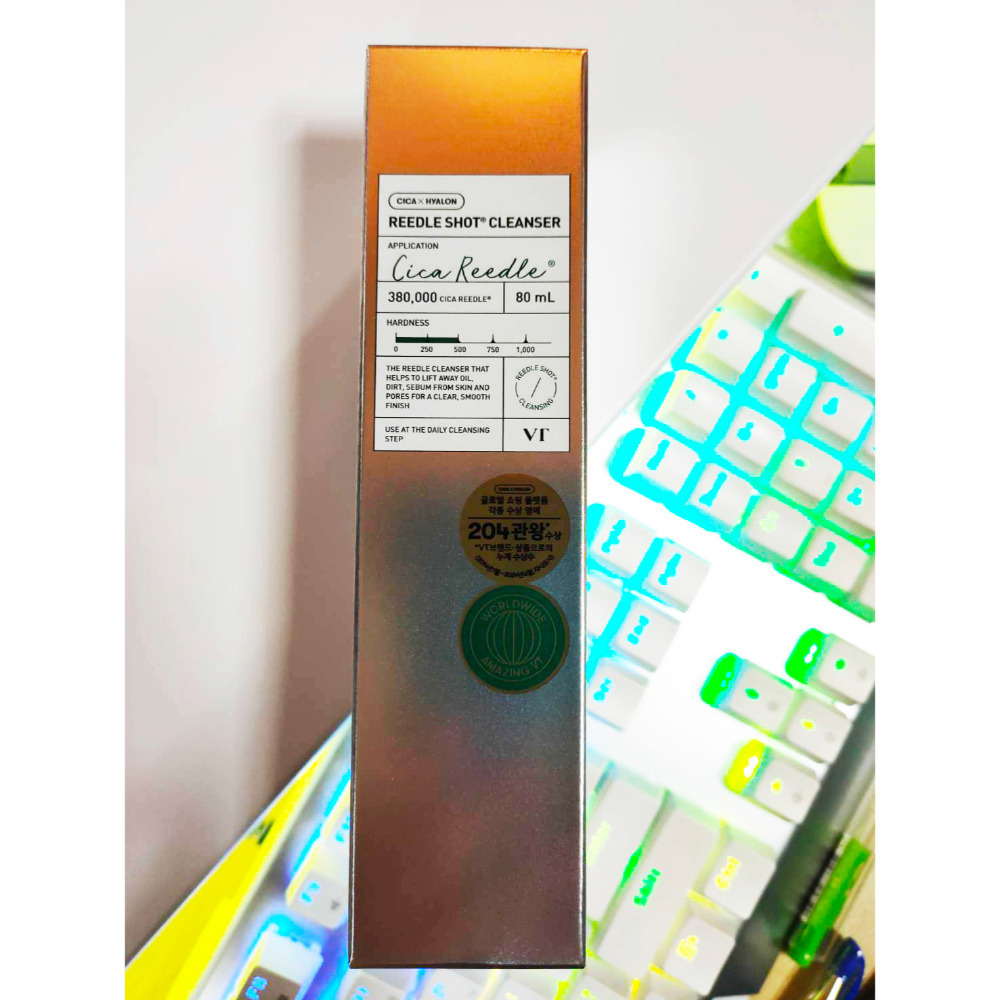 CICA × HYALON
REEDLE SHOT® CLEANSER
APPLICATION
Cica Reedle®
380,000 CICA REEDLE®
80 mL
HARDNESS
0 250 500 750 1,000
THE REEDLE CLEANSER THAT
HELPS TO LIFT AWAY OIL,
DIRT, SEBUM FROM SKIN AND
PORES FOR A CLEAR, SMOOTH
FINISH
REEDLE SHOT®
CLEANSING
USE AT THE DAILY CLEANSING
STEP
VT
글로벌 쇼핑 플랫폼
각종 수상 영예
204관왕*수상
*VT브랜드·상품으로의
누계 수상수
WORLDWIDE
AMAZING VT
Ctrl